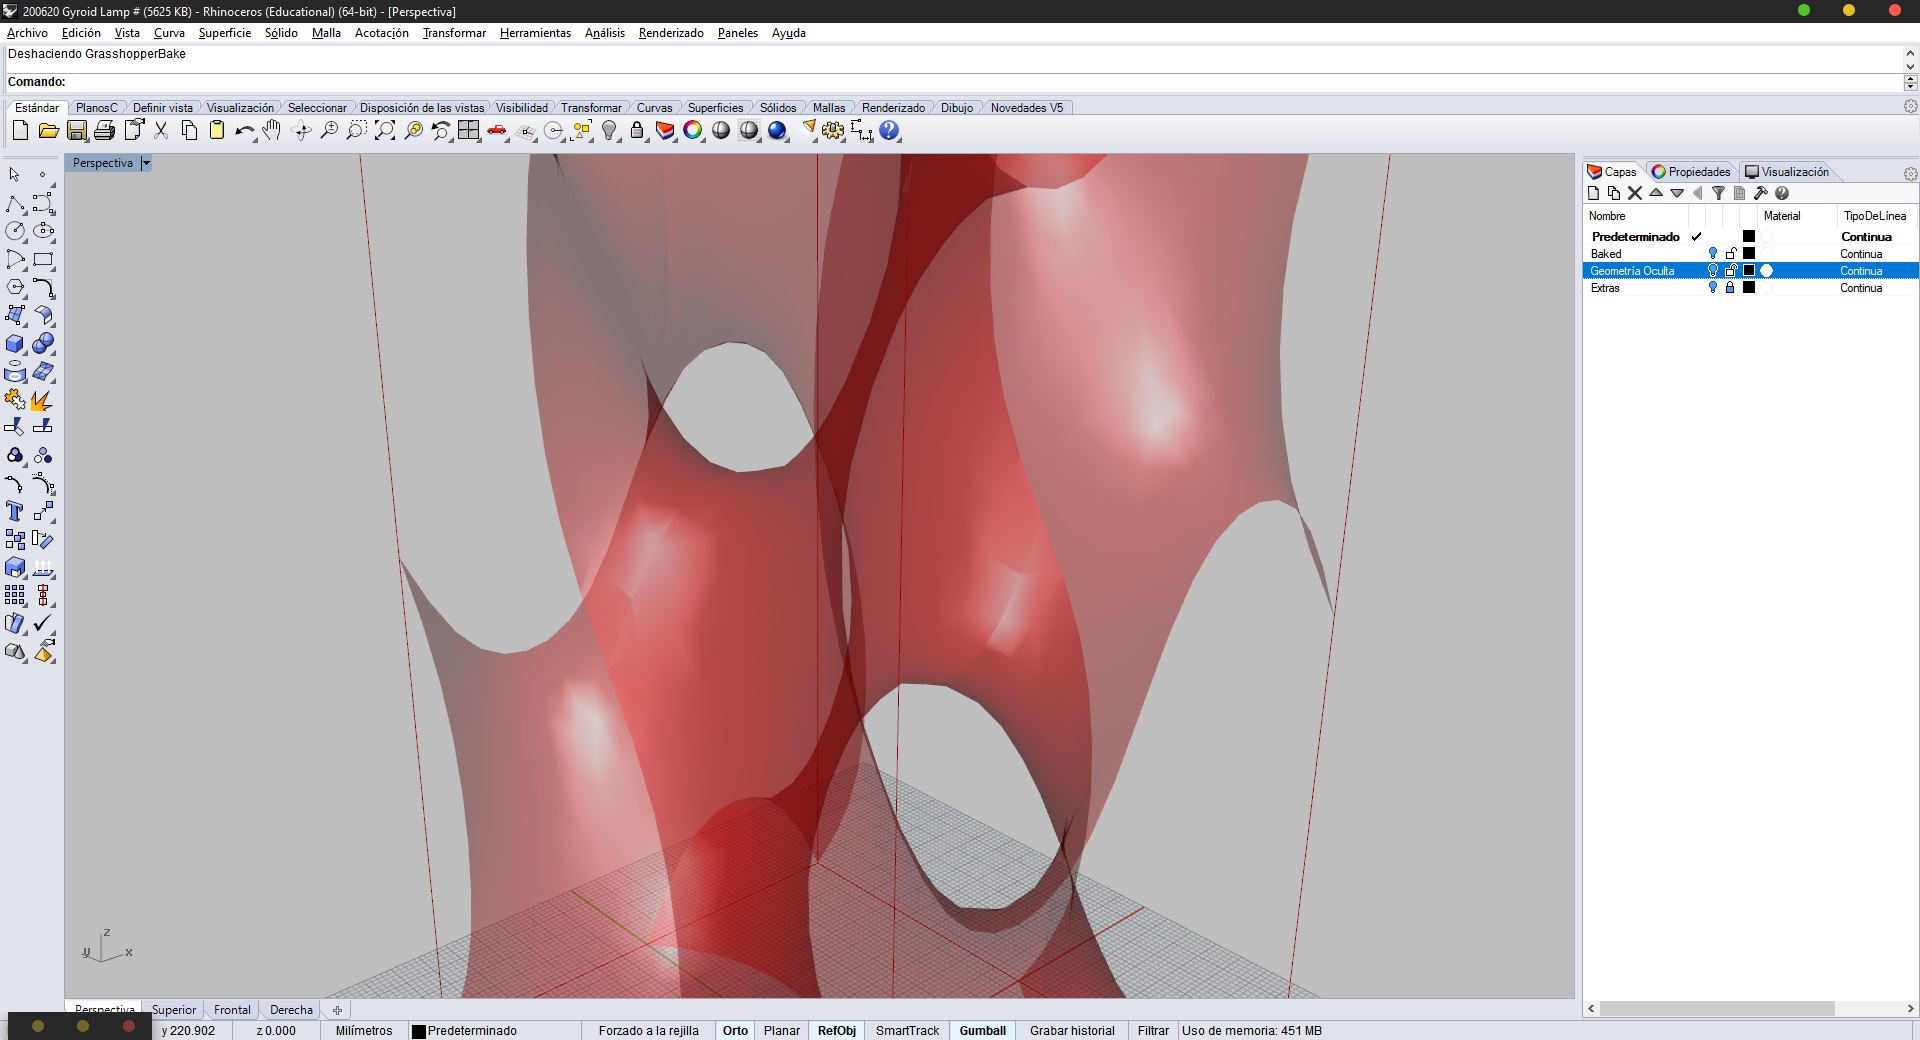 200620 Gyroid Lamp # (5625 KB) - Rhinoceros (Educational) (64-bit) - [Perspectiva]
Archivo Edición Vista Curva Superficie Sólido Malla Acotación Transformar Herramientas Análisis Renderizado Paneles Ayuda
Deshaciendo GrasshopperBake
Comando:
Estándar PlanosC Definir vista Visualización Seleccionar Disposición de las vistas Visibilidad Transformar Curvas Superficies Sólidos Mallas Renderizado Dibujo Novedades V5
Perspectiva
Capas Propiedades Visualización
Nombre Material TipoDeLínea
Predeterminado Continua
Baked Continua
Geometría Oculta Continua
Extras Continua
z
y x
Perspectiva Superior Frontal Derecha
y 220.902 z 0.000 Milímetros Predeterminado Forzado a la rejilla Orto Planar RefObj SmartTrack Gumball Grabar historial Filtrar Uso de memoria: 451 MB